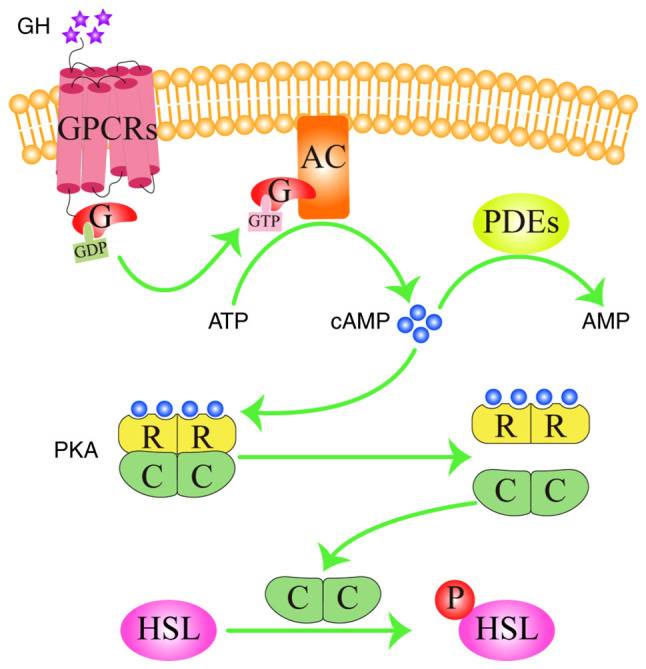 GH
GPCRs
AC
G
GDP
G
GTP
PDEs
ATP
cAMP
AMP
R R
R R
PKA
C C
C C
C C
HSL
P
HSL